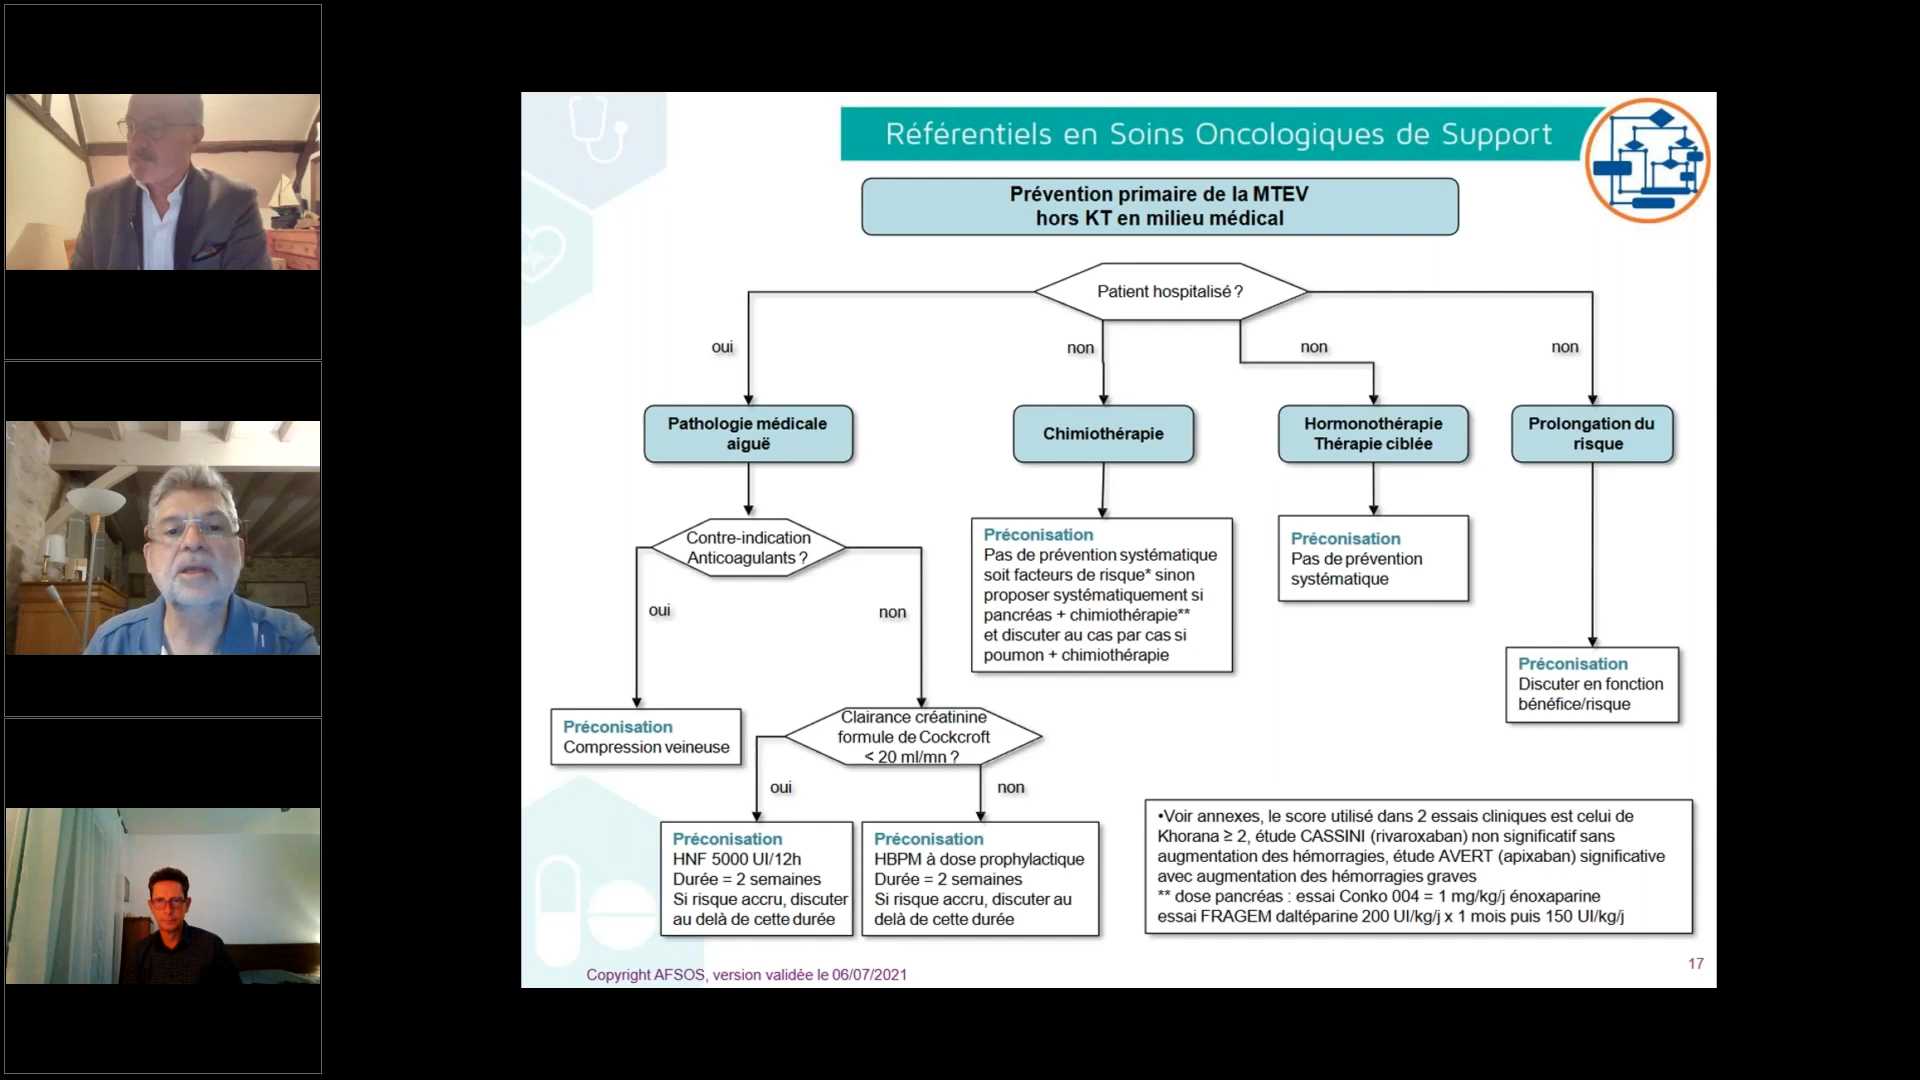 Référentiels en Soins Oncologiques de Support
Prévention primaire de la MTEV
hors KT en milieu médical
Patient hospitalisé ?
oui
non
non
non
Pathologie médicale
aiguë
Chimiothérapie
Hormonothérapie
Thérapie ciblée
Prolongation du
risque
Contre-indication
Anticoagulants ?
oui
non
Préconisation
Pas de prévention systématique
soit facteurs de risque* sinon
proposer systématiquement si
pancréas + chimiothérapie**
et discuter au cas par cas si
poumon + chimiothérapie
Préconisation
Pas de prévention
systématique
Préconisation
Discuter en fonction
bénéfice/risque
Préconisation
Compression veineuse
Clairance créatinine
formule de Cockcroft
< 20 ml/mn ?
oui
non
Préconisation
HNF 5000 UI/12h
Durée = 2 semaines
Si risque accru, discuter
au delà de cette durée
Préconisation
HBPM à dose prophylactique
Durée = 2 semaines
Si risque accru, discuter au
delà de cette durée
•Voir annexes, le score utilisé dans 2 essais cliniques est celui de
Khorana ≥ 2, étude CASSINI (rivaroxaban) non significatif sans
augmentation des hémorragies, étude AVERT (apixaban) significative
avec augmentation des hémorragies graves
** dose pancréas : essai Conko 004 = 1 mg/kg/j énoxaparine
essai FRAGEM daltéparine 200 UI/kg/j x 1 mois puis 150 UI/kg/j
Copyright AFSOS, version validée le 06/07/2021
17